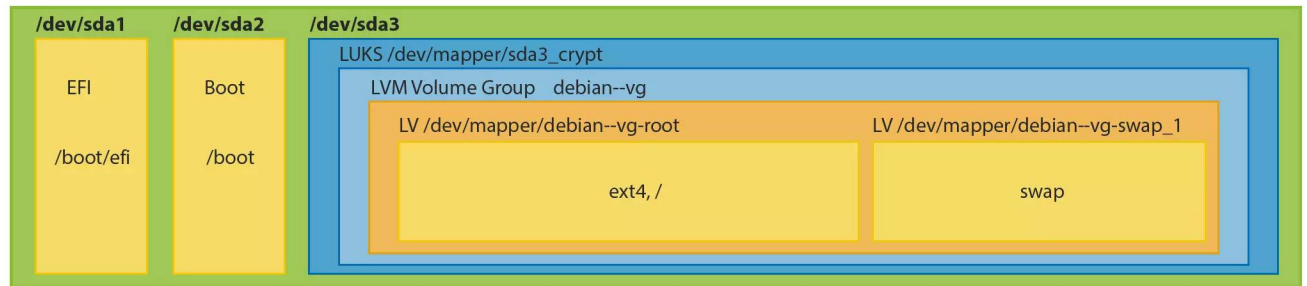 /dev/sda1 /dev/sda2 /dev/sda3
LUKS /dev/mapper/sda3_crypt
EFI Boot LVM Volume Group debian--vg
LV /dev/mapper/debian--vg-root LV /dev/mapper/debian--vg-swap_1
/boot/efi /boot
ext4, / swap